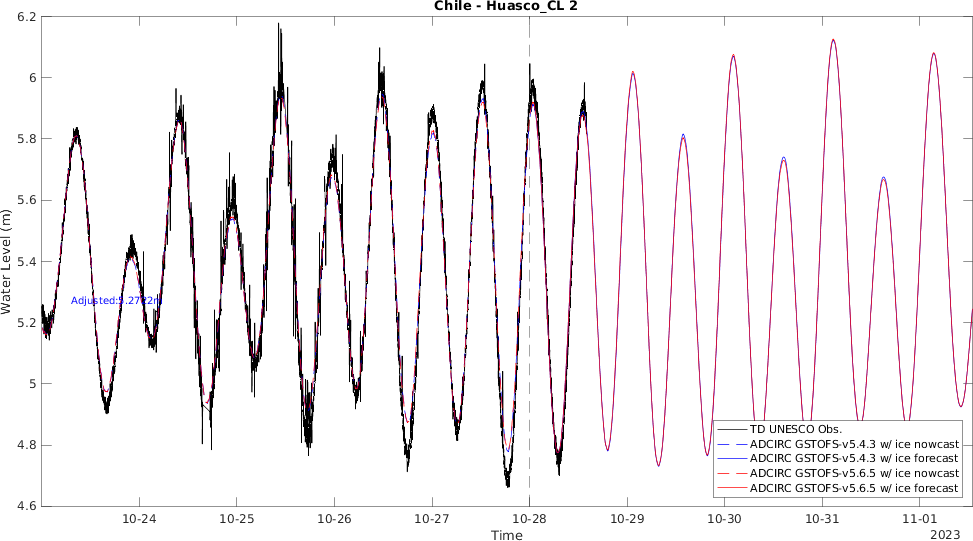 Chile - Huasco_CL 2
6.2
6
5.8
5.6
5.4
5.2
5
4.8
4.6
Water Level (m)
Adjusted:5.2722m
TD UNESCO Obs.
ADCIRC GSTOFS-v5.4.3 w/ ice nowcast
ADCIRC GSTOFS-v5.4.3 w/ ice forecast
ADCIRC GSTOFS-v5.6.5 w/ ice nowcast
ADCIRC GSTOFS-v5.6.5 w/ ice forecast
10-24 10-25 10-26 10-27 10-28 10-29 10-30 10-31 11-01
Time
2023